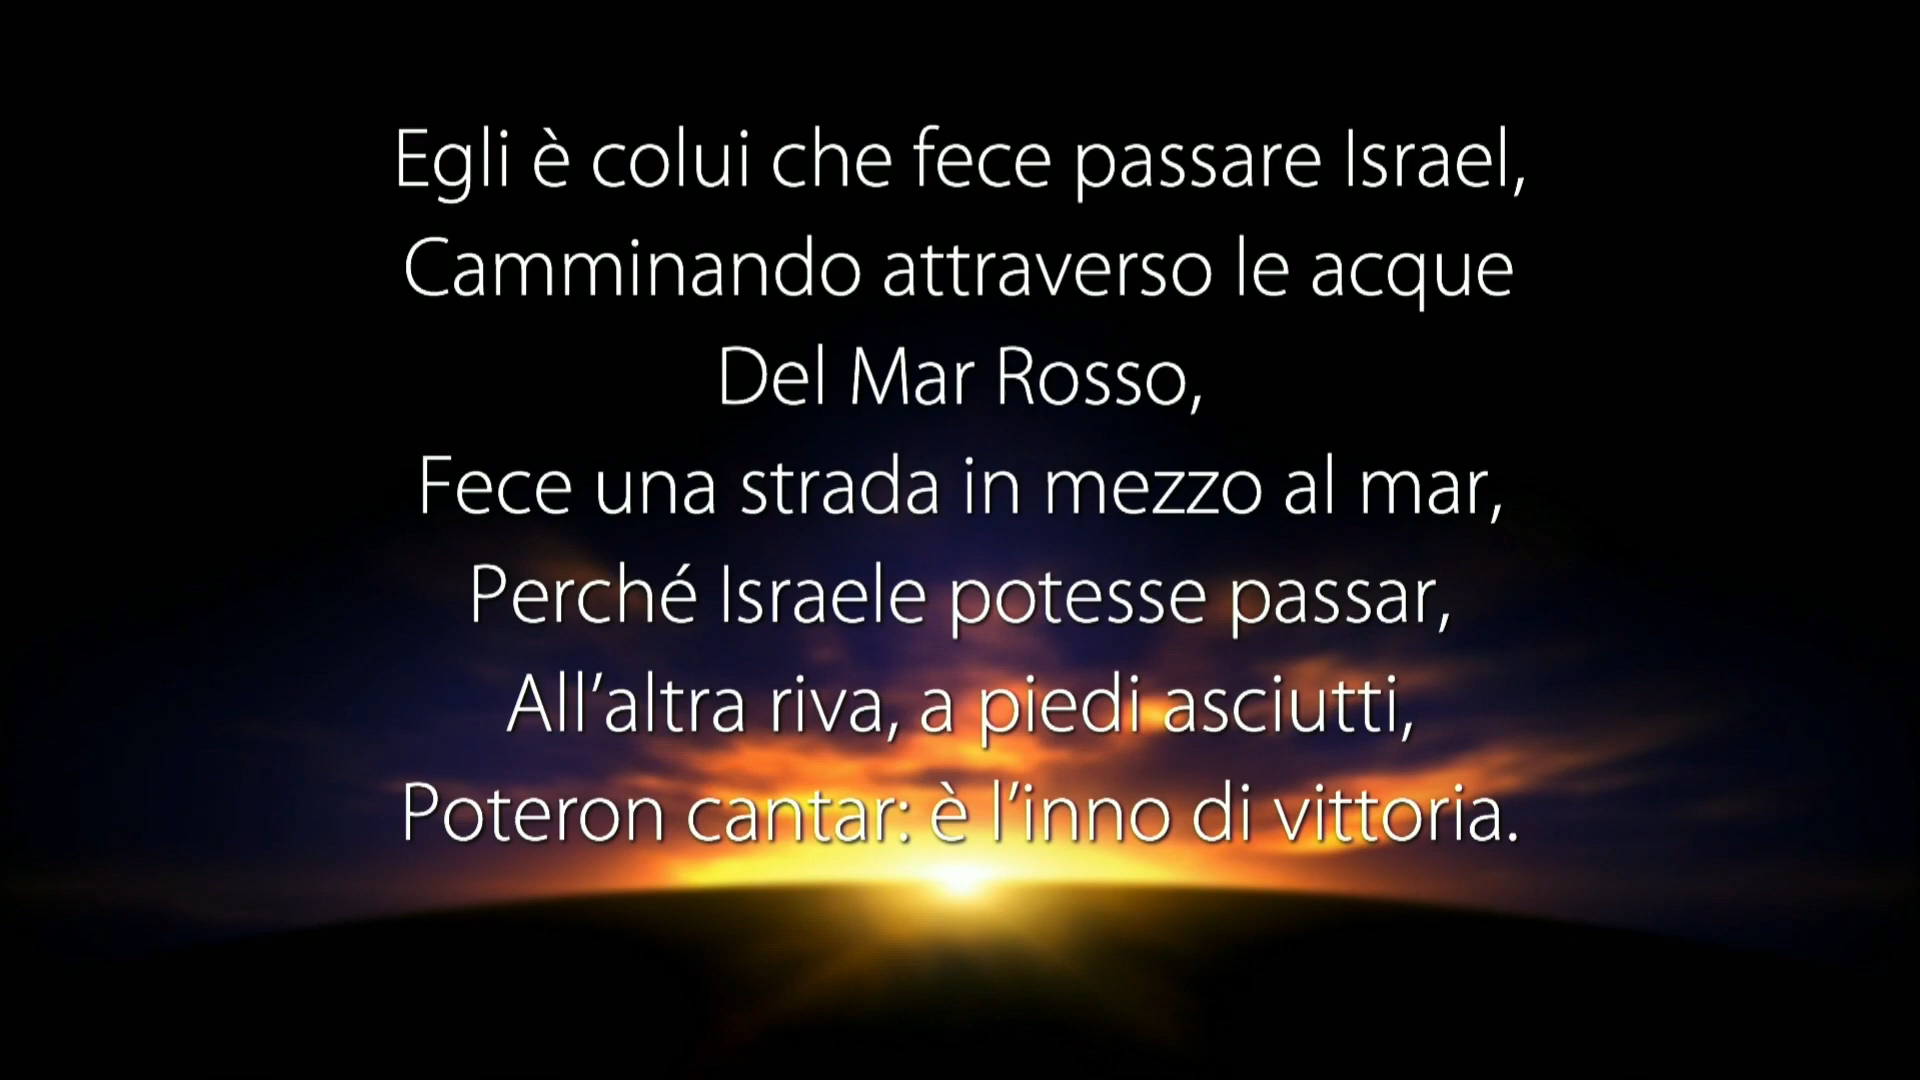 Egli è colui che fece passare Israel,
Camminando attraverso le acque
Del Mar Rosso,
Fece una strada in mezzo al mar,
Perché Israele potesse passar,
All’altra riva, a piedi asciutti,
Poteron cantar: è l’inno di vittoria.